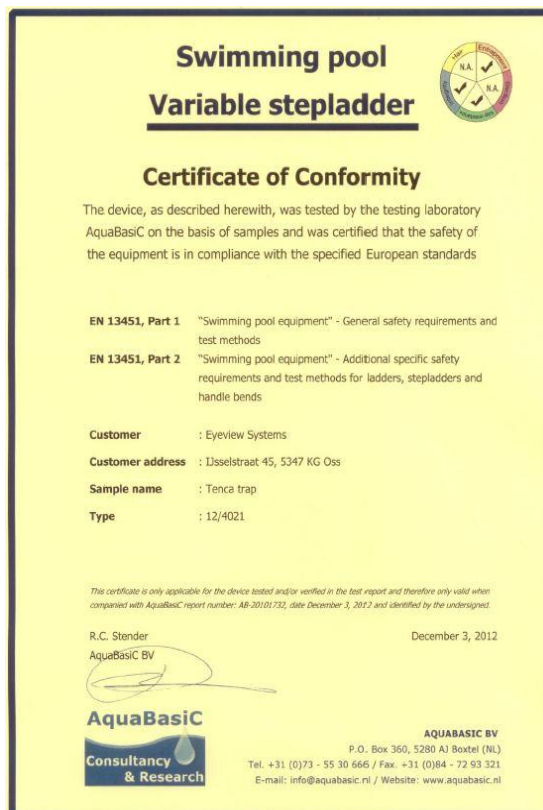 Swimming pool
Variable stepladder
Hair
Entrapment
N.A.
N.A.
Certificate of Conformity
The device, as described herewith, was tested by the testing laboratory
AquaBasiC on the basis of samples and was certified that the safety of
the equipment is in compliance with the specified European standards
EN 13451, Part 1 "Swimming pool equipment" - General safety requirements and
test methods
EN 13451, Part 2 "Swimming pool equipment" - Additional specific safety
requirements and test methods for ladders, stepladders and
handle bends
Customer : Eyeview Systems
Customer address : IJsselstraat 45, 5347 KG Oss
Sample name : Tenca trap
Type : 12/4021
This certificate is only applicable for the device tested and/or verified in the test report and therefore only valid when
companied with AquaBasiC report number: AB-20101732, date December 3, 2012 and identified by the undersigned.
R.C. Stender December 3, 2012
AquaBasiC BV
AquaBasiC
Consultancy
& Research
AQUABASIC BV
P.O. Box 360, 5280 AJ Boxtel (NL)
Tel. +31 (0)73 - 55 30 666 / Fax. +31 (0)84 - 72 93 321
E-mail: info@aquabasic.nl / Website: www.aquabasic.nl